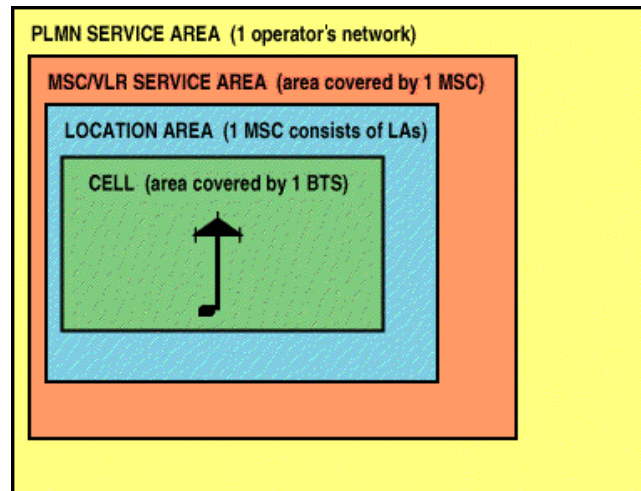 PLMN SERVICE AREA (1 operator's network)
MSC/VLR SERVICE AREA (area covered by 1 MSC)
LOCATION AREA (1 MSC consists of LAs)
CELL (area covered by 1 BTS)